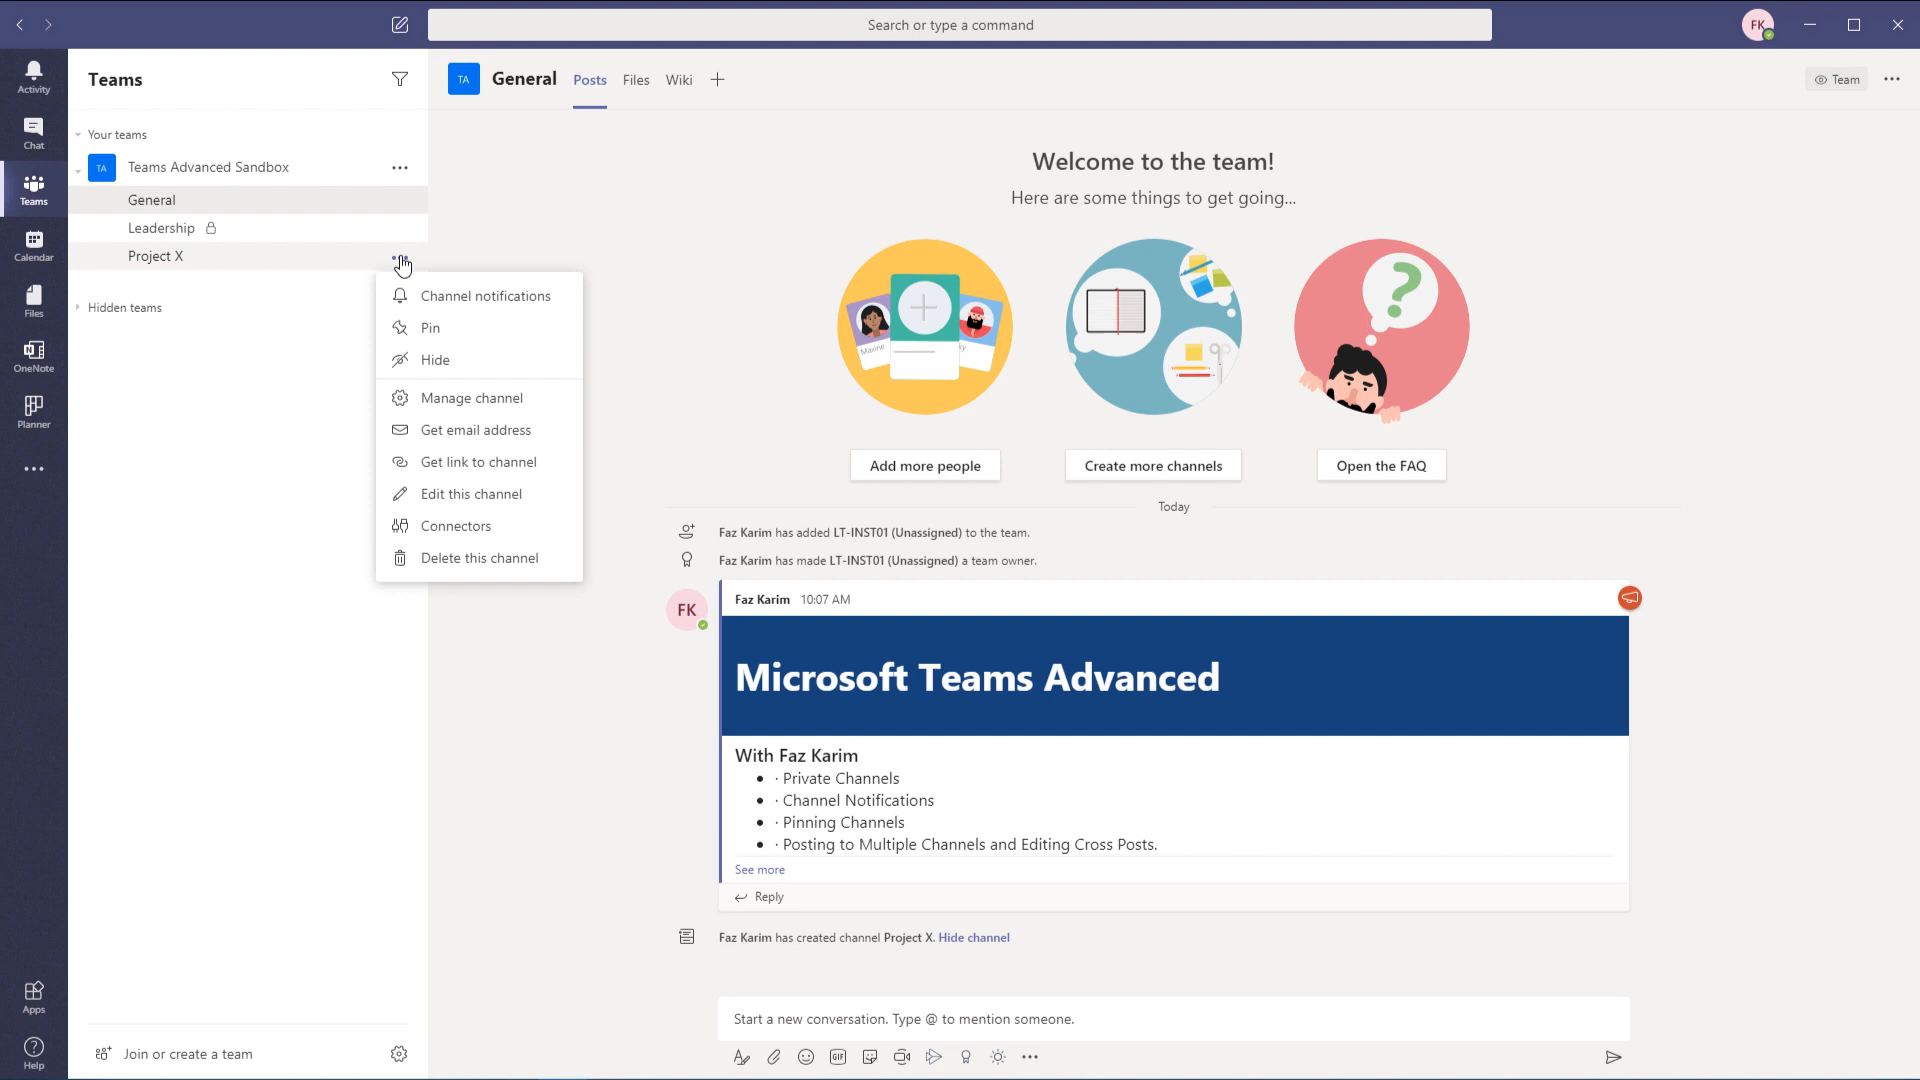 Search or type a command
FK
Activity
Chat
Teams
Calendar
Files
OneNote
Planner
Apps
Help
Teams
Your teams
TA Teams Advanced Sandbox
General
Leadership
Project X
Hidden teams
Channel notifications
Pin
Hide
Manage channel
Get email address
Get link to channel
Edit this channel
Connectors
Delete this channel
Join or create a team
TA General Posts Files Wiki
Team
Welcome to the team!
Here are some things to get going...
Maxine
Add more people
Create more channels
Open the FAQ
Today
Faz Karim has added LT-INST01 (Unassigned) to the team.
Faz Karim has made LT-INST01 (Unassigned) a team owner.
FK
Faz Karim 10:07 AM
Microsoft Teams Advanced
With Faz Karim
• · Private Channels
• · Channel Notifications
• · Pinning Channels
• · Posting to Multiple Channels and Editing Cross Posts.
See more
Reply
Faz Karim has created channel Project X. Hide channel
Start a new conversation. Type @ to mention someone.
GIF